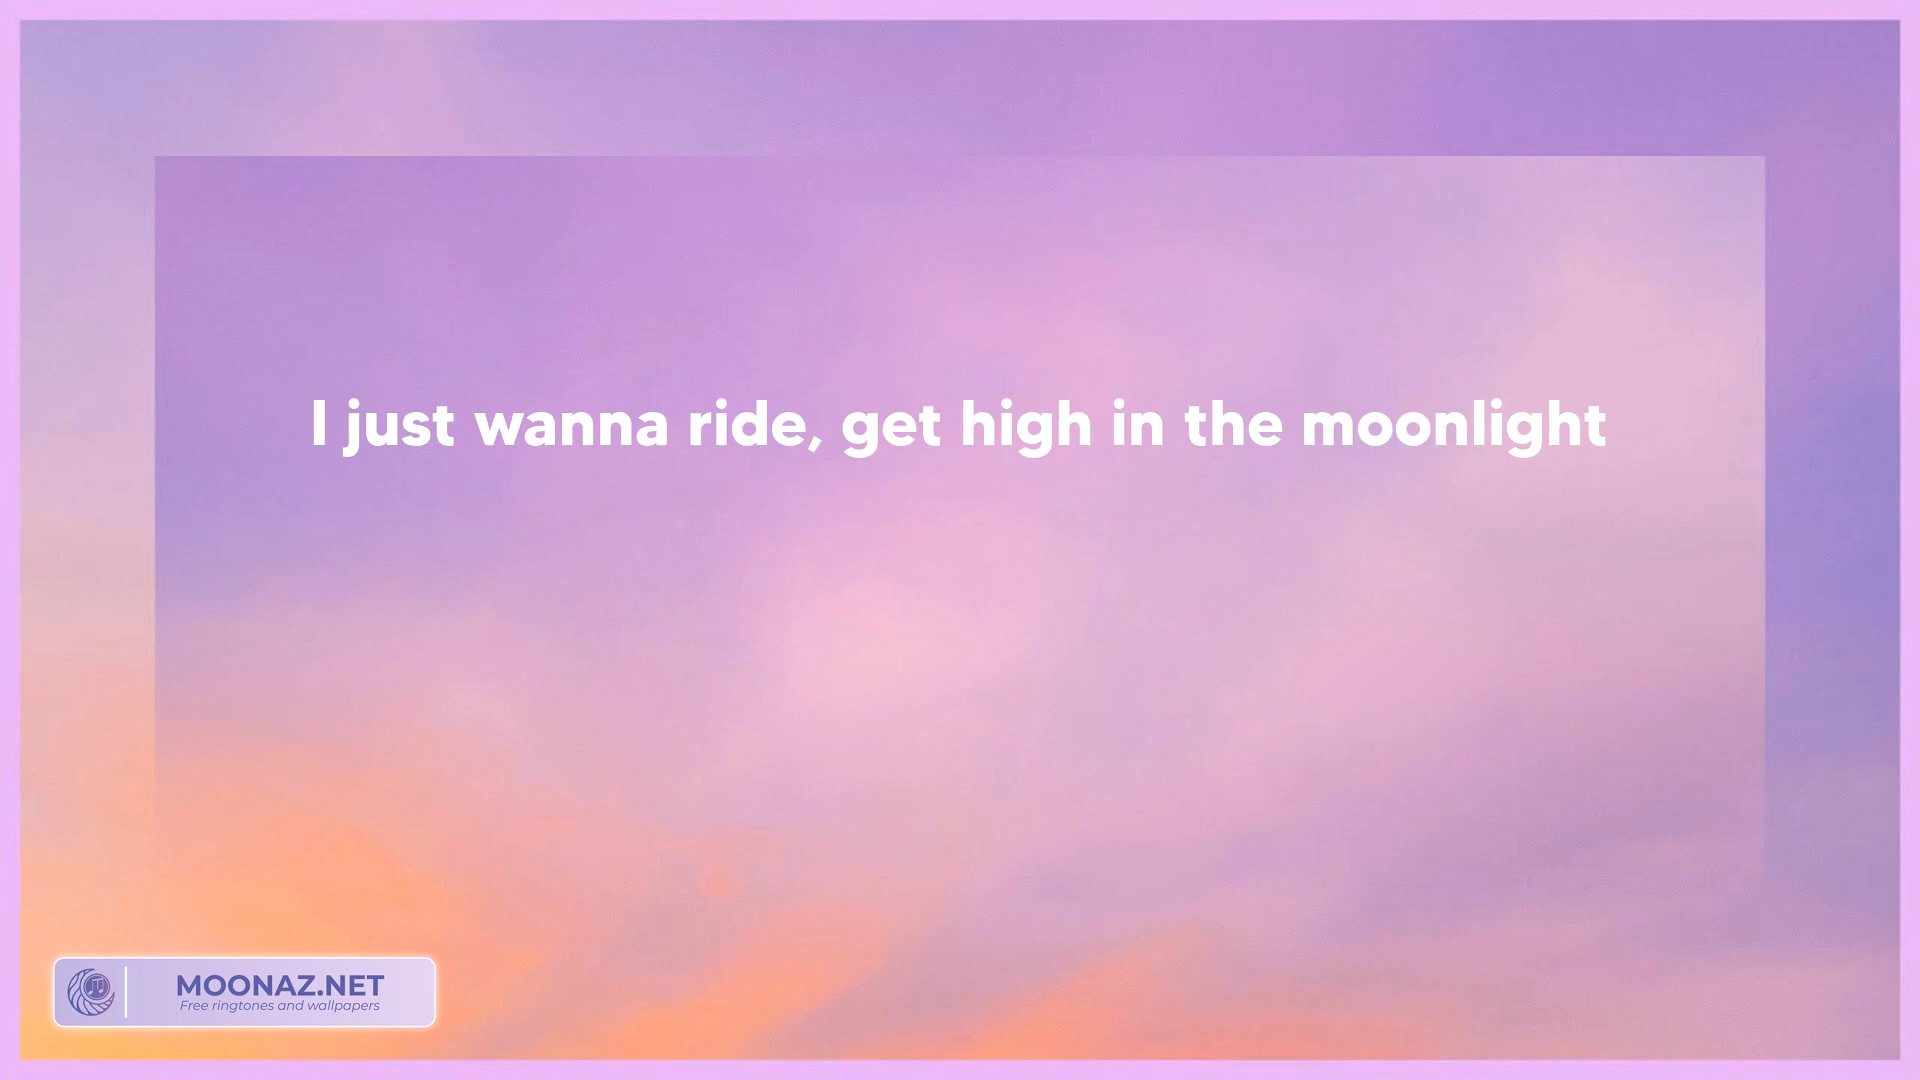 I just wanna ride, get high in the moonlight
MOONAZ.NET
Free ringtones and wallpapers